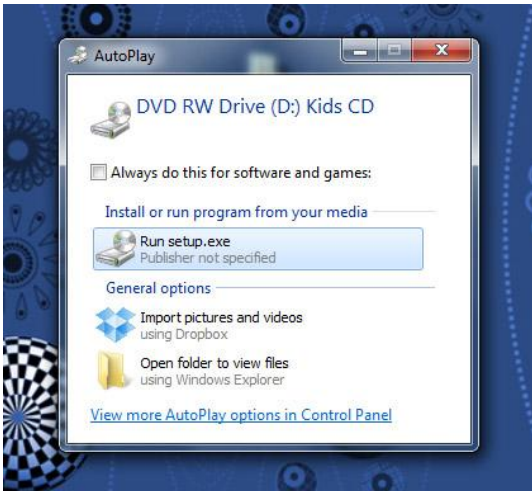 AutoPlay
DVD RW Drive (D:) Kids CD
Always do this for software and games:
Install or run program from your media
Run setup.exe
Publisher not specified
General options
Import pictures and videos
using Dropbox
Open folder to view files
using Windows Explorer
View more AutoPlay options in Control Panel